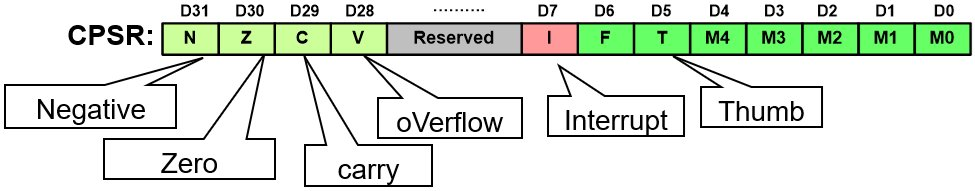 D31 D30 D29 D28 .......... D7 D6 D5 D4 D3 D2 D1 D0
CPSR: N Z C V Reserved I F T M4 M3 M2 M1 M0
Negative
oVerflow
Interrupt
Thumb
Zero
carry